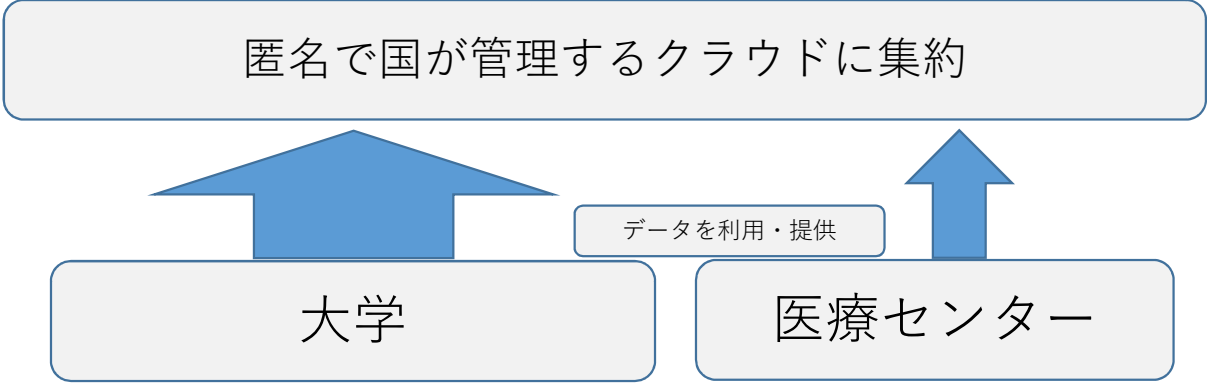 匿名で国が管理するクラウドに集約
データを利用・提供
大学
医療センター